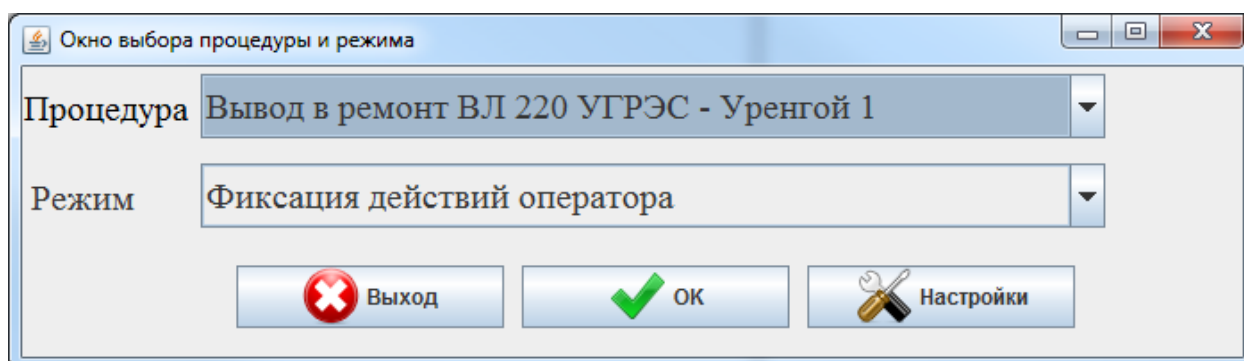 Окно выбора процедуры и режима
Процедура Вывод в ремонт ВЛ 220 УГРЭС - Уренгой 1
Режим Фиксация действий оператора
Выход ОК Настройки